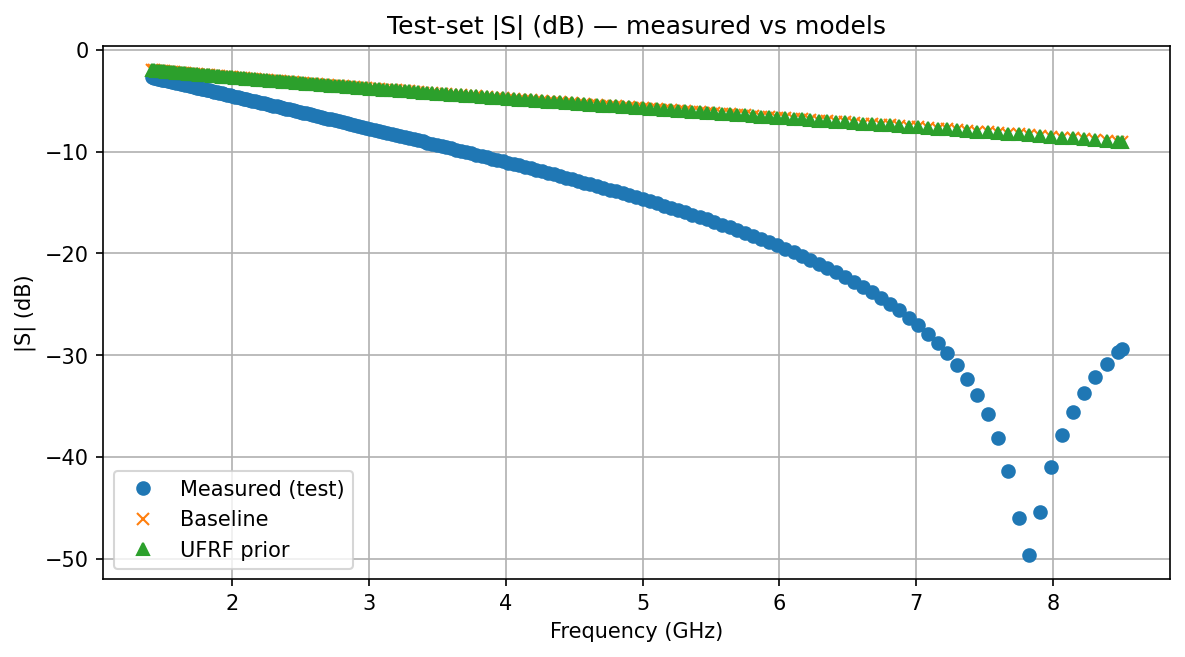 Test-set |S| (dB) — measured vs models
|S| (dB)
0
−10
−20
−30
−40
−50
Measured (test)
Baseline
UFRF prior
2 3 4 5 6 7 8
Frequency (GHz)